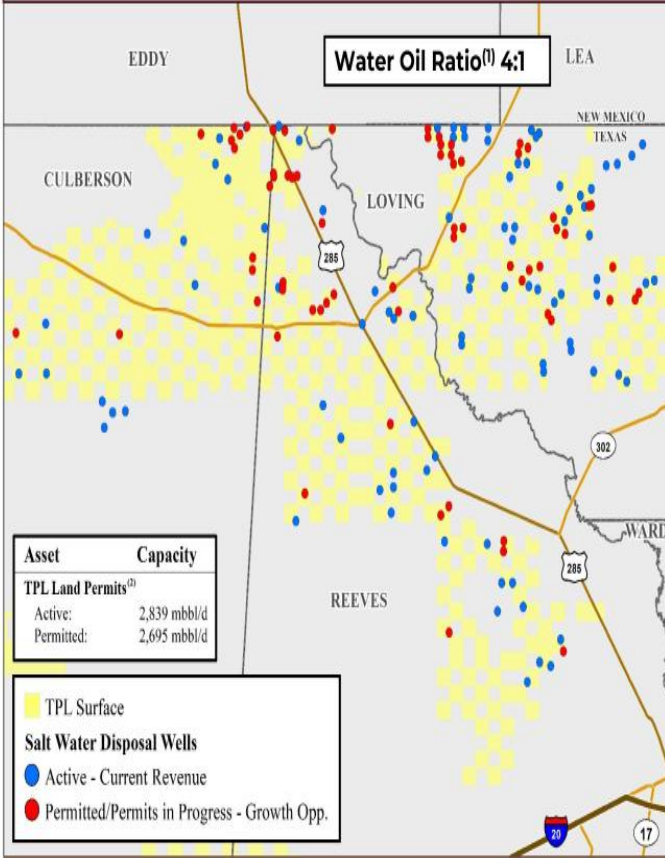 EDDY
Water Oil Ratio(1) 4:1
LEA
NEW MEXICO
TEXAS
CULBERSON
LOVING
285
302
WARD
285
REEVES
Asset Capacity
TPL Land Permits(2)
Active: 2,839 mbbl/d
Permitted: 2,695 mbbl/d
TPL Surface
Salt Water Disposal Wells
Active - Current Revenue
Permitted/Permits in Progress - Growth Opp.
20
17